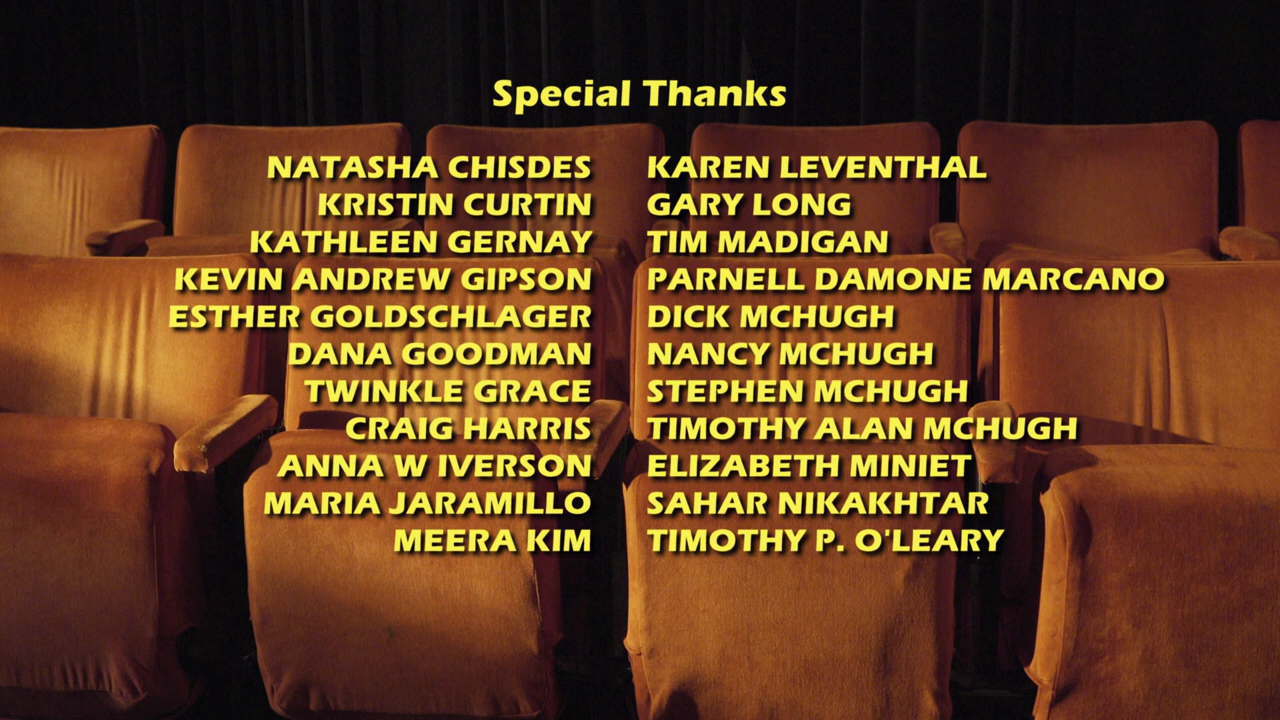 Special Thanks
NATASHA CHISDES
KRISTIN CURTIN
KATHLEEN GERNAY
KEVIN ANDREW GIPSON
ESTHER GOLDSCHLAGER
DANA GOODMAN
TWINKLE GRACE
CRAIG HARRIS
ANNA W IVERSON
MARIA JARAMILLO
MEERA KIM
KAREN LEVENTHAL
GARY LONG
TIM MADIGAN
PARNELL DAMONE MARCANO
DICK MCHUGH
NANCY MCHUGH
STEPHEN MCHUGH
TIMOTHY ALAN MCHUGH
ELIZABETH MINIET
SAHAR NIKAKHTAR
TIMOTHY P. O'LEARY